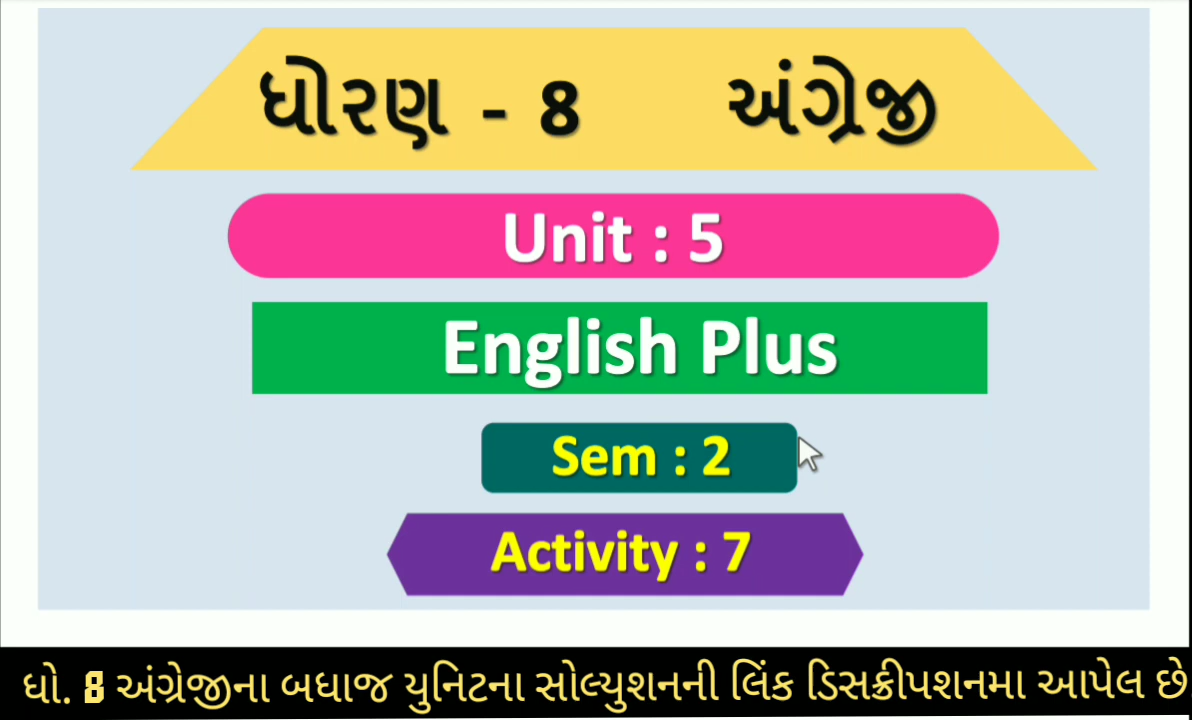 ધોરણ - 8 અંગ્રેજી
Unit : 5
English Plus
Sem : 2
Activity : 7
ધો. 8 અંગ્રેજીના બધાજ યુનિટના સોલ્યુશનની લિંક ડિસક્રીપશનમા આપેલ છે